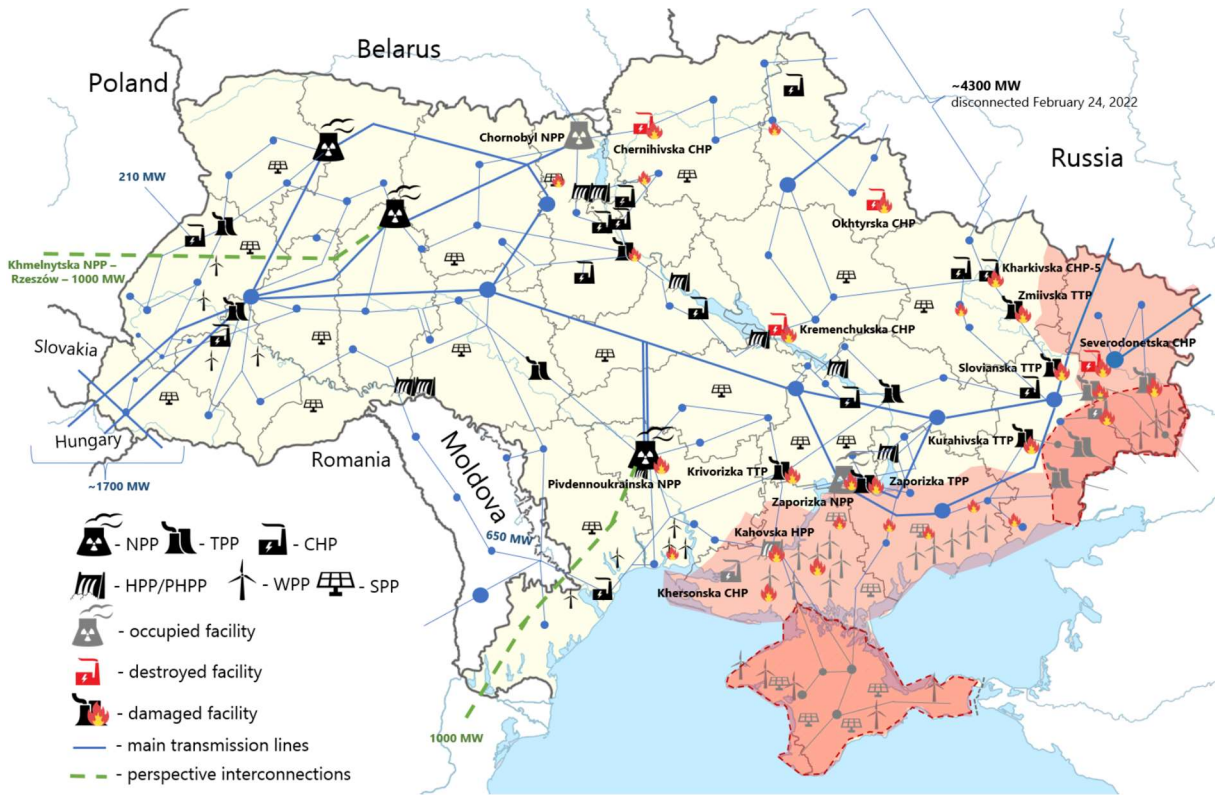 Belarus
Poland
~4300 MW
disconnected February 24, 2022
Chornobyl NPP
Chernihivska CHP
Russia
210 MW
Okhtyrska CHP
Khmelnytska NPP –
Rzeszów – 1000 MW
Kharkivska CHP-5
Zmiivska TTP
Kremenchukska CHP
Slovakia
Severodonetska CHP
Slovianska TTP
Hungary
Romania
Moldova
Kurahivska TTP
~1700 MW
Pivdennoukrainska NPP
Krivorizka TTP
Zaporizka TPP
Zaporizka NPP
Kahovska HPP
650 MW
Khersonska CHP
- NPP
- TPP
- CHP
- HPP/PHPP
- WPP
- SPP
- occupied facility
- destroyed facility
- damaged facility
1000 MW
- main transmission lines
- perspective interconnections